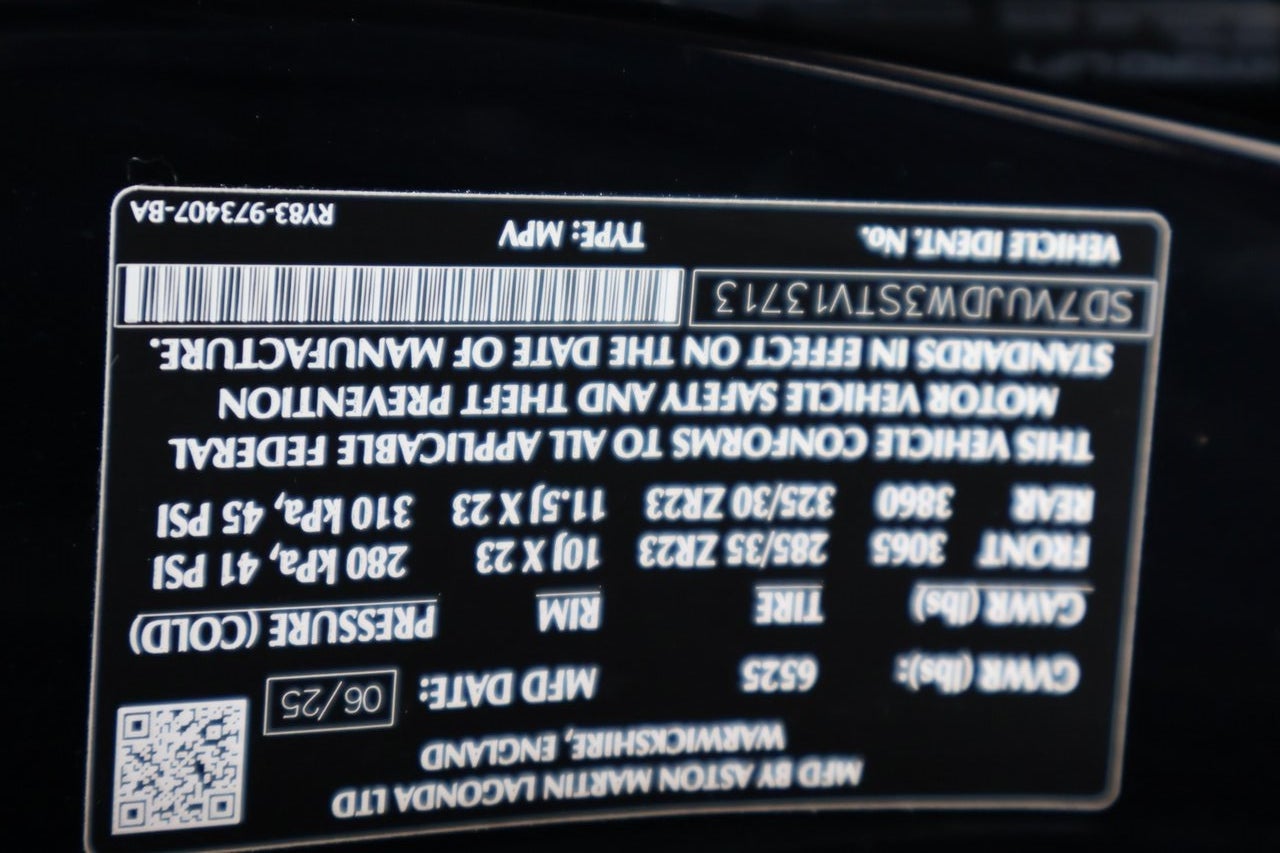 MFD BY ASTON MARTIN LAGONDA LTD
WARWICKSHIRE, ENGLAND
GVWR (lbs): 6525 MFD DATE: 06/25
GAWR (lbs) TIRE RIM PRESSURE (COLD)
FRONT 3065 285/35 ZR23 10J X 23 280 kPa, 41 PSI
REAR 3860 325/30 ZR23 11.5J X 23 310 kPa, 45 PSI
THIS VEHICLE CONFORMS TO ALL APPLICABLE FEDERAL
MOTOR VEHICLE SAFETY AND THEFT PREVENTION
STANDARDS IN EFFECT ON THE DATE OF MANUFACTURE.
SD7VUJDW3STV13713
VEHICLE IDENT. No. TYPE: MPV RY83-973407-BA